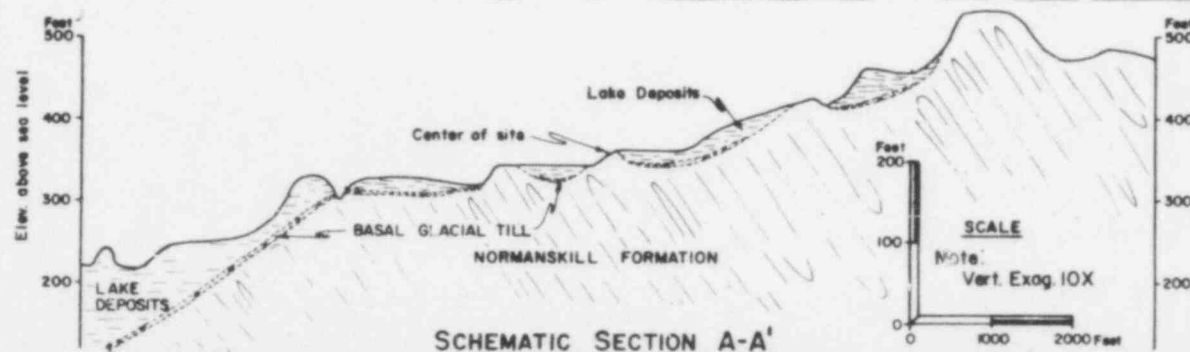 Feet
500
400
300
200
Elev. above sea level
Lake Deposits
Center of site
BASAL GLACIAL TILL
NORMANSKILL FORMATION
LAKE
DEPOSITS
Feet
200
100
0
SCALE
Note:
Vert. Exag. 10X
0 1000 2000 Feet
Feet
500
400
300
200
SCHEMATIC SECTION A-A'